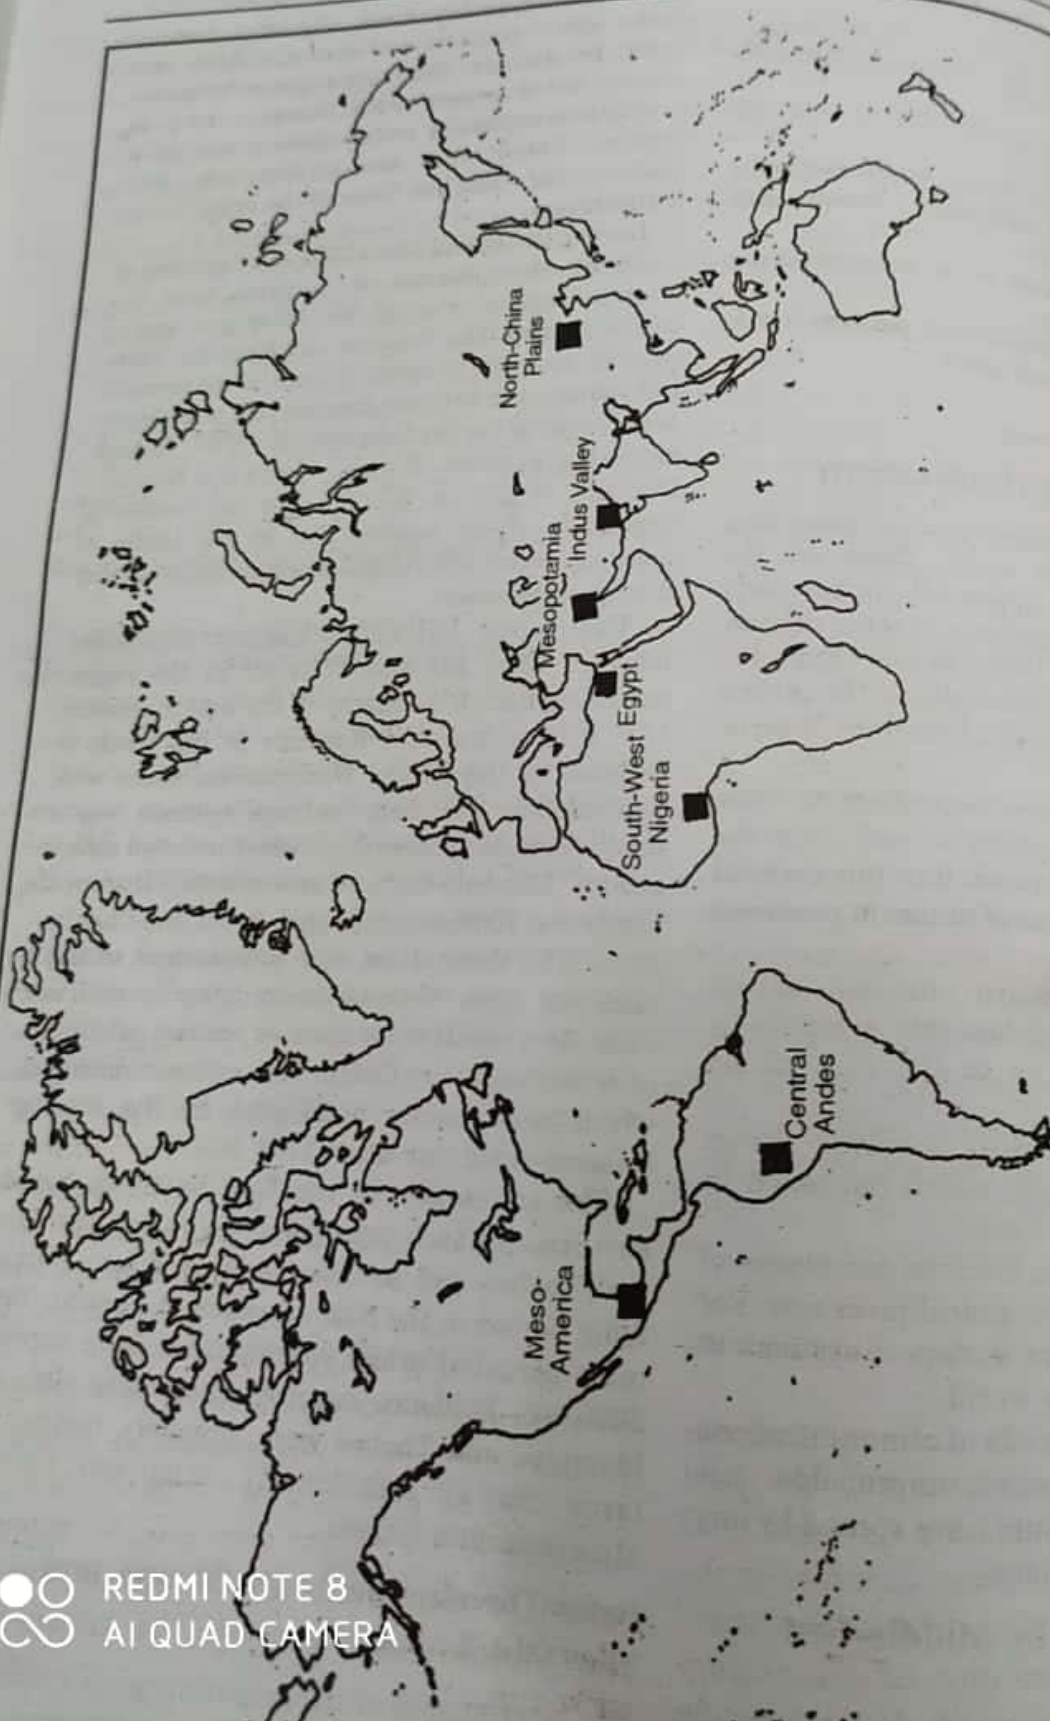 North-China
Plains
Indus Valley
Mesopotamia
Egypt
South-West
Nigeria
Central
Andes
Meso-
America
REDMI NOTE 8
AI QUAD CAMERA